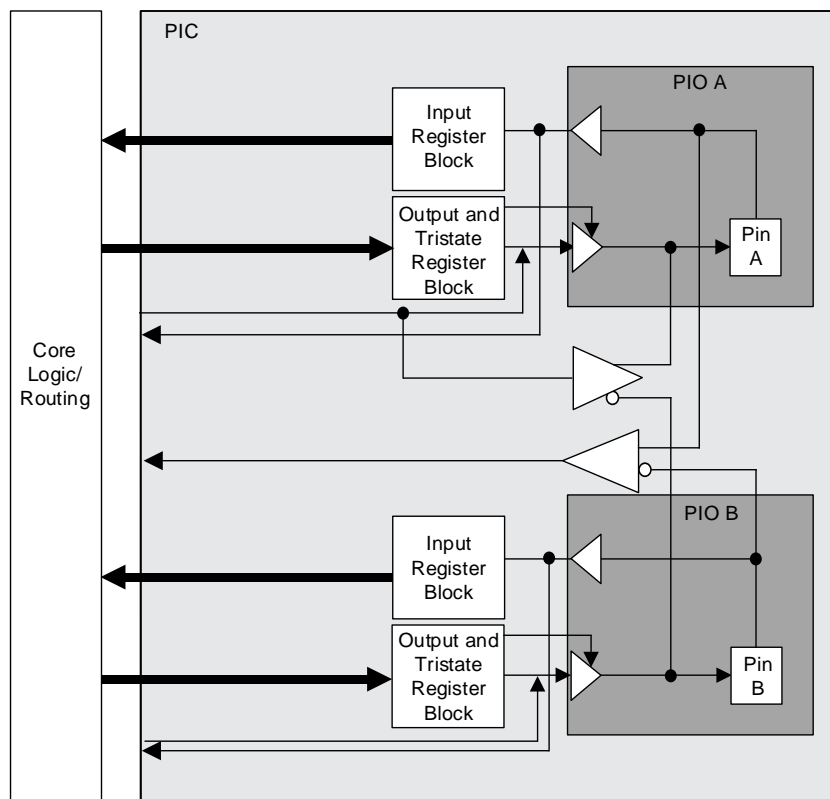 PIC
PIO A
Input
Register
Block
Output and
Tristate
Register
Block
Pin
A
Core
Logic/
Routing
PIO B
Input
Register
Block
Output and
Tristate
Register
Block
Pin
B